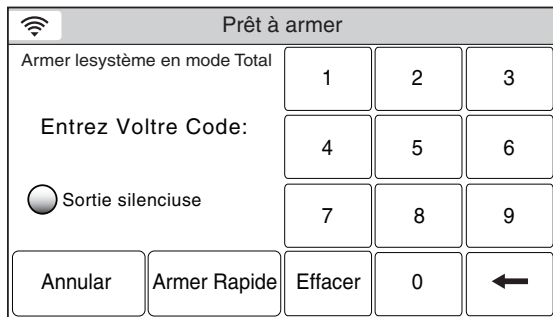 Prêt à armer
Armer lesystème en mode Total
1 2 3
Entrez Voltre Code:
4 5 6
Sortie silenciuse
7 8 9
Annular Armer Rapide Effacer 0